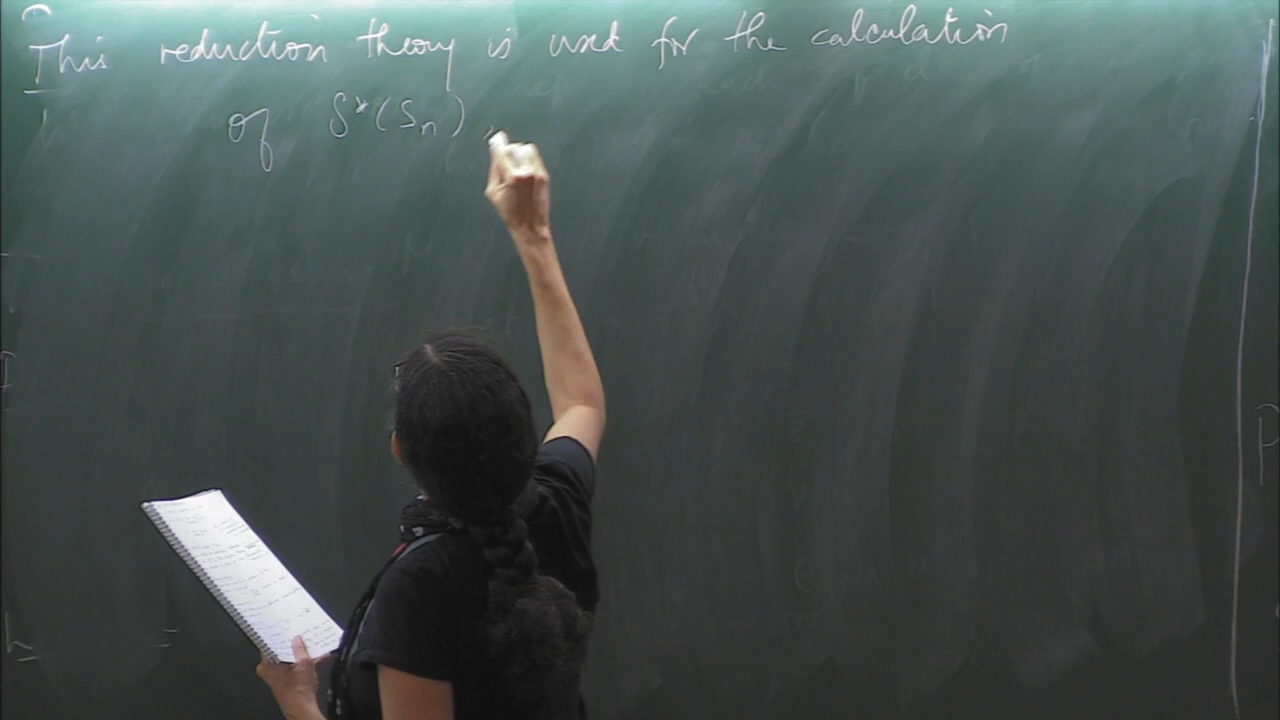 This reduction theory is used for the calculation
of S*(Sn)